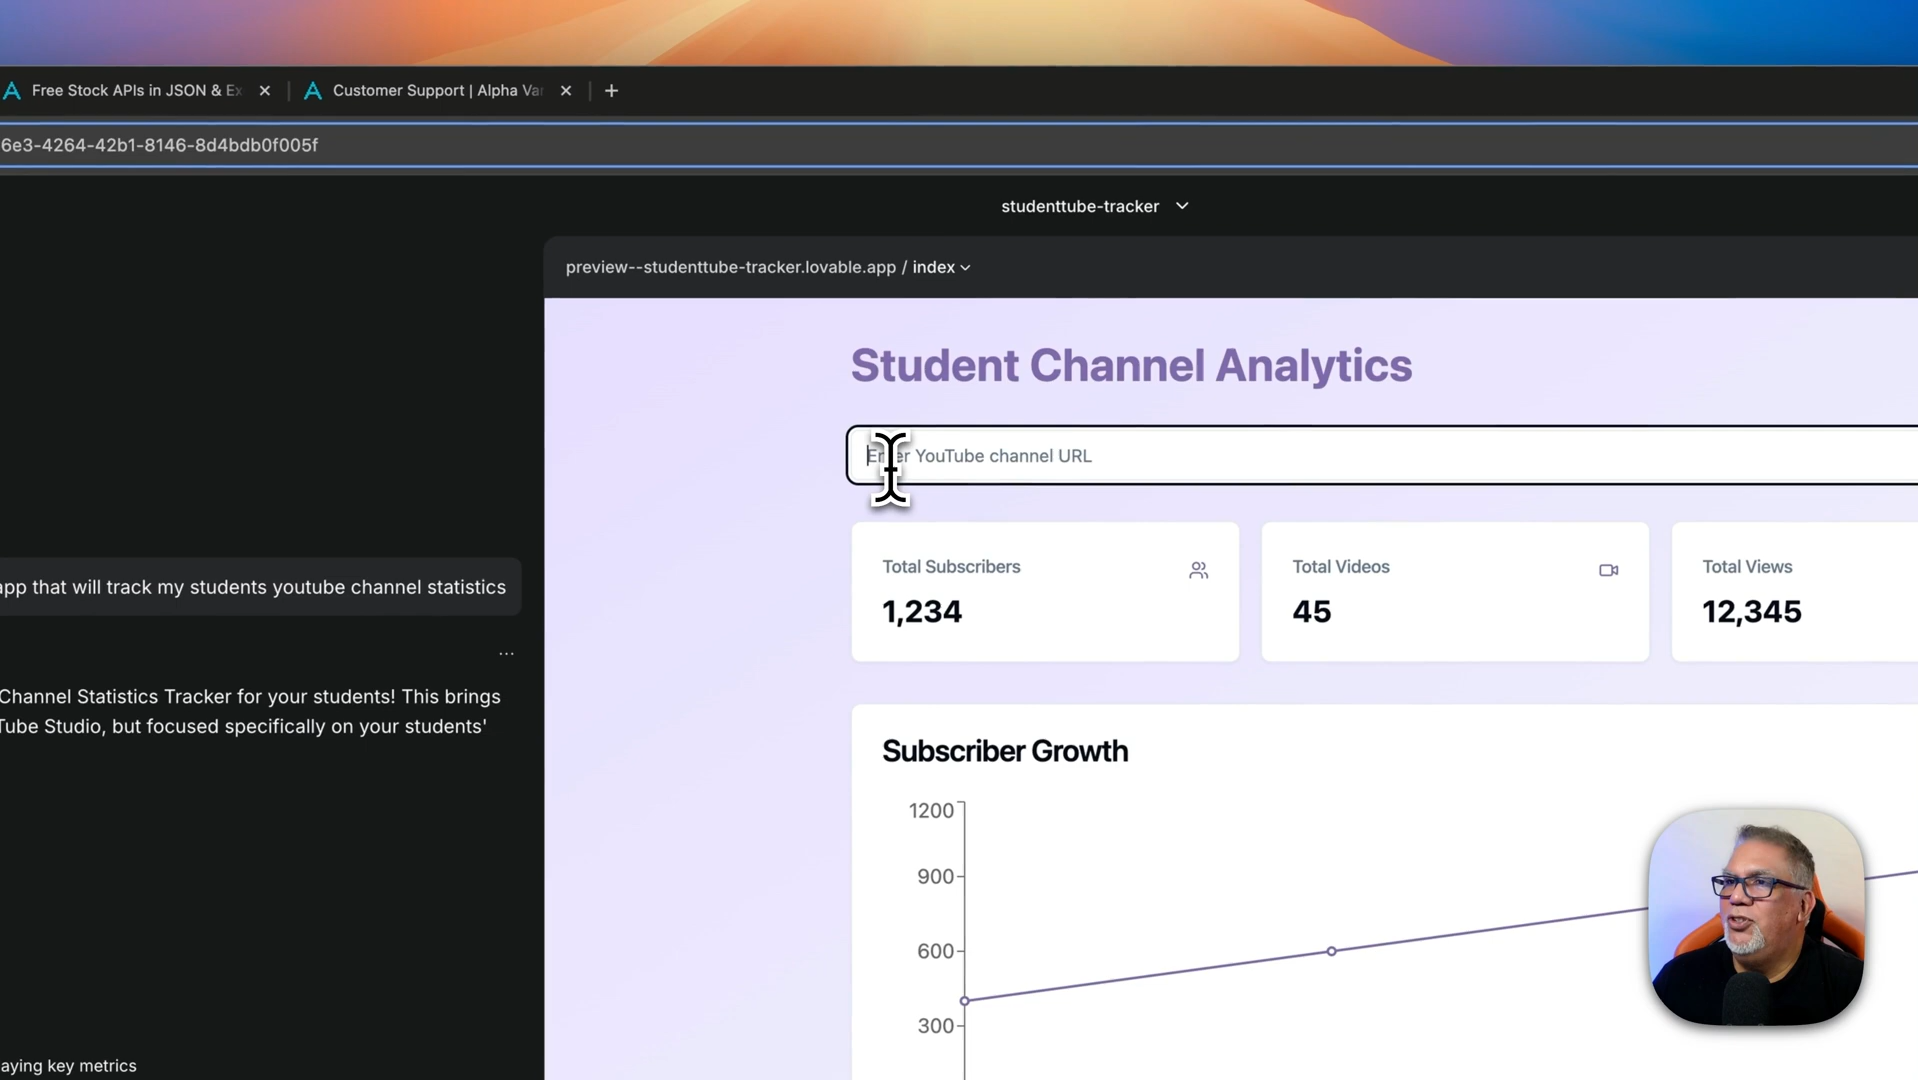 Free Stock APIs in JSON & Ex
Customer Support | Alpha Va
6e3-4264-42b1-8146-8d4bdb0f005f
studenttube-tracker
preview--studenttube-tracker.lovable.app / index
Student Channel Analytics
Enter YouTube channel URL
Total Subscribers
1,234
Total Videos
45
Total Views
12,345
app that will track my students youtube channel statistics
...
Channel Statistics Tracker for your students! This brings
Tube Studio, but focused specifically on your students'
aying key metrics
Subscriber Growth
1200
900
600
300